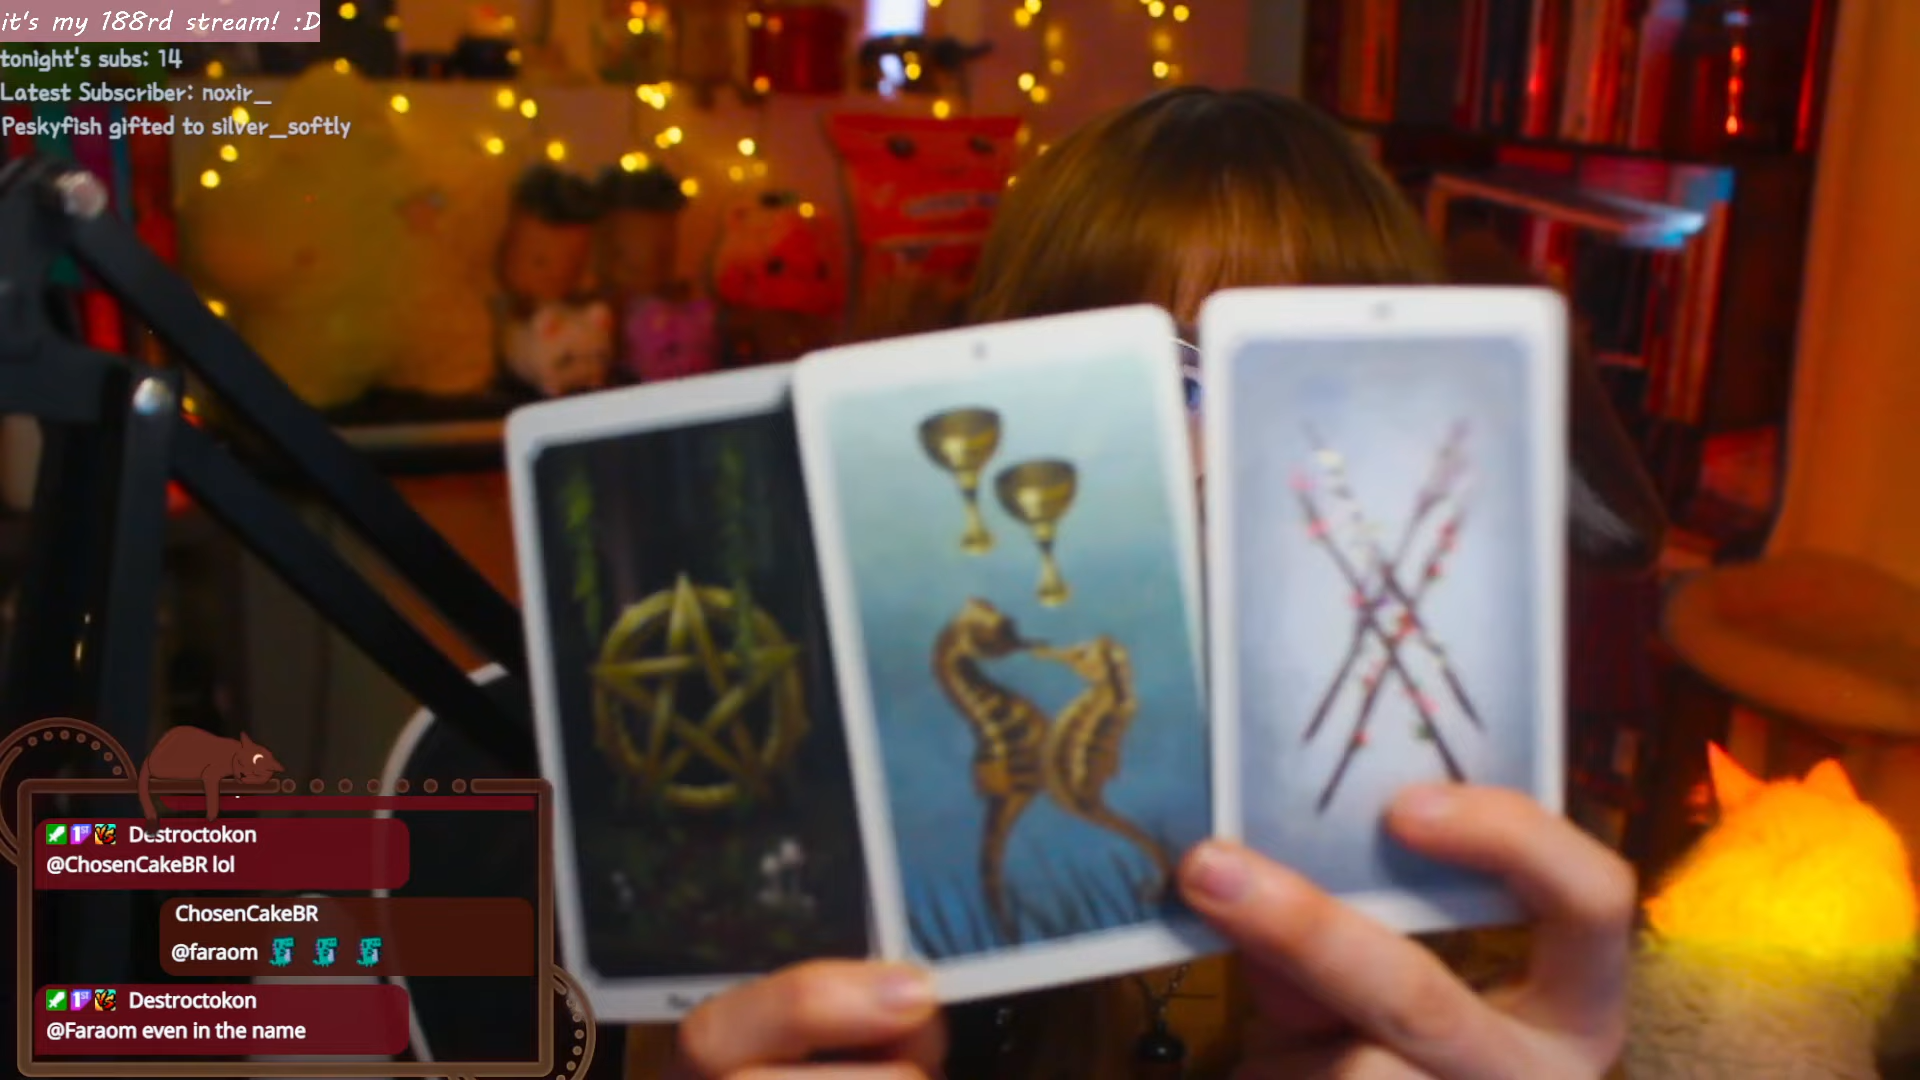 it's my 188rd stream! :D
tonight's subs: 14
Latest Subscriber: noxir_
Peskyfish gifted to silver_softly
Destroctokon
@ChosenCakeBR lol
ChosenCakeBR
@faraom
Destroctokon
@Faraom even in the name